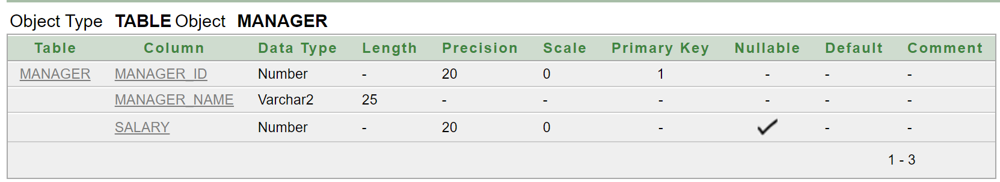 Object Type TABLE Object MANAGER
Table Column Data Type Length Precision Scale Primary Key Nullable Default Comment
MANAGER MANAGER_ID Number - 20 0 1 - - -
MANAGER_NAME Varchar2 25 - - - - - -
SALARY Number - 20 0 - ✓ - -
1 - 3